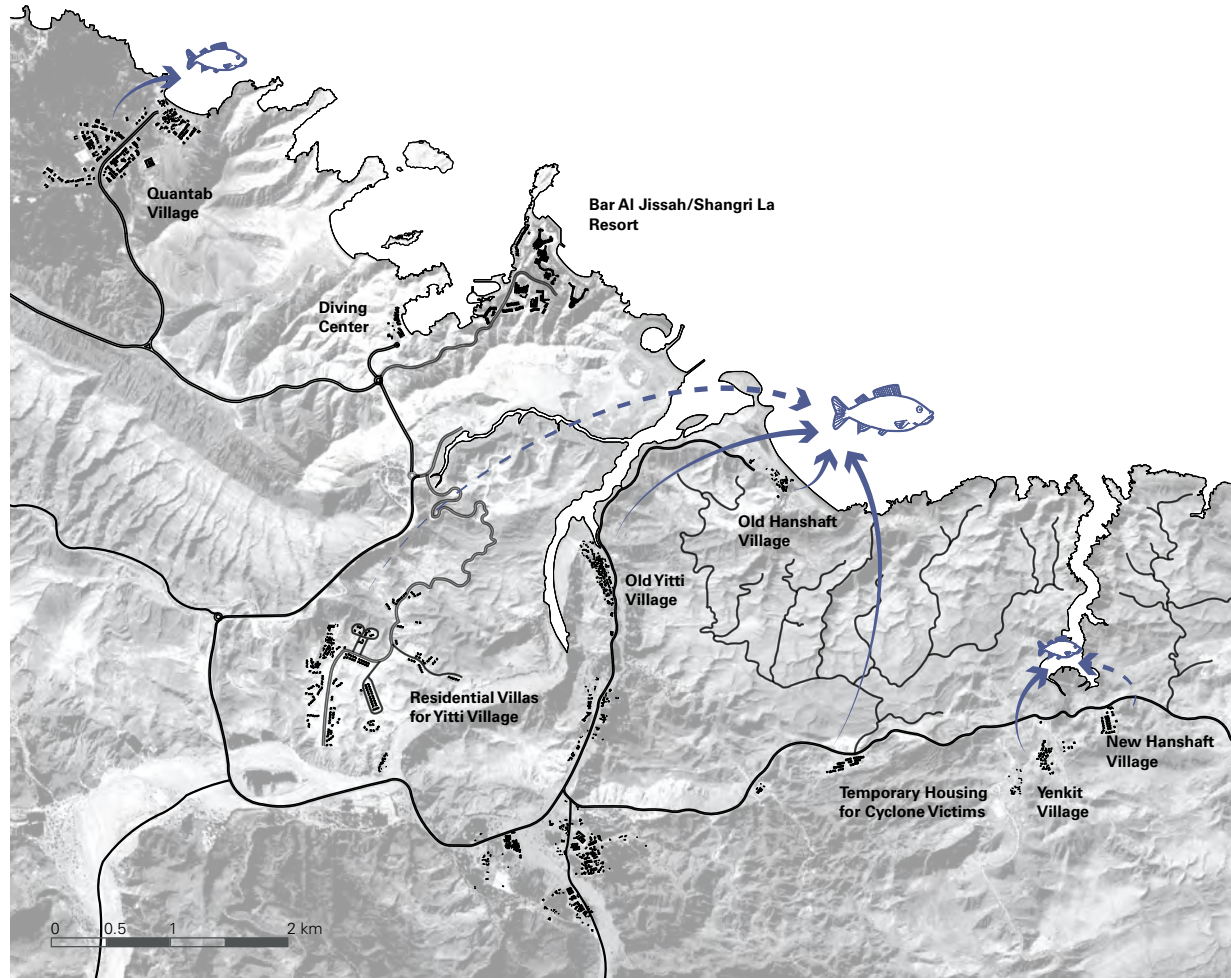 Quantab
Village
Bar Al Jissah/Shangri La
Resort
Diving
Center
Old Hanshaft
Village
Old Yitti
Village
Residential Villas
for Yitti Village
New Hanshaft
Village
Temporary Housing
for Cyclone Victims
Yenkit
Village
0 0.5 1 2 km